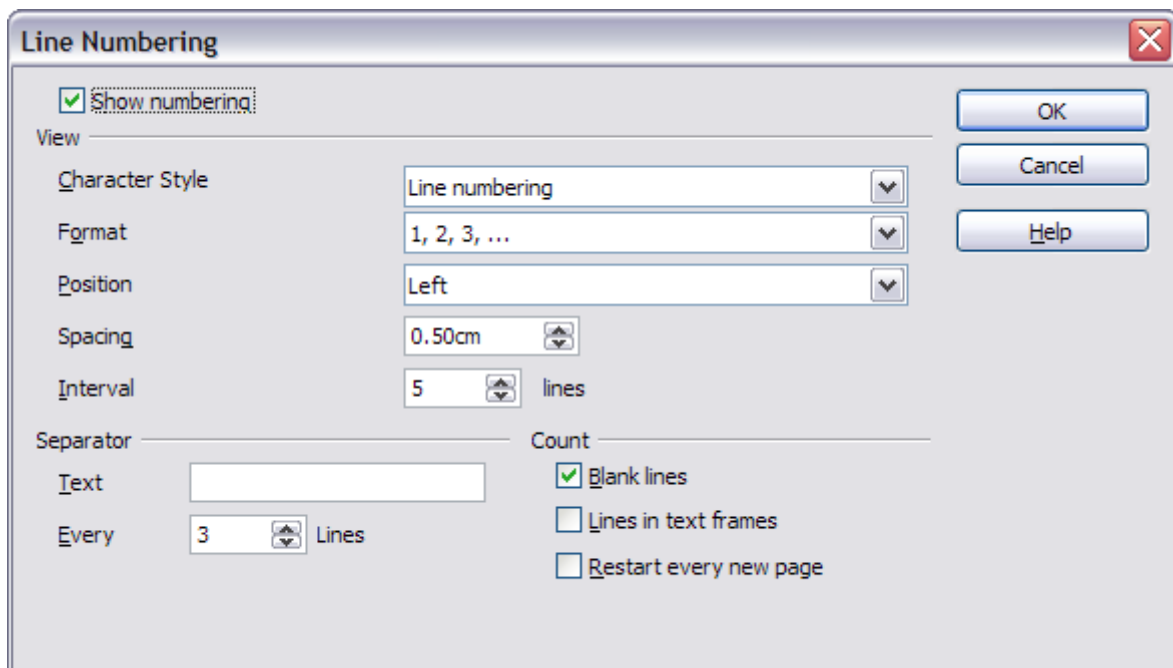 Line Numbering
Show numbering
OK
View
Cancel
Character Style
Line numbering
Format
1, 2, 3, ...
Help
Position
Left
Spacing
0.50cm
Interval
5
lines
Separator
Count
Text
Blank lines
Lines in text frames
Every
3
Lines
Restart every new page